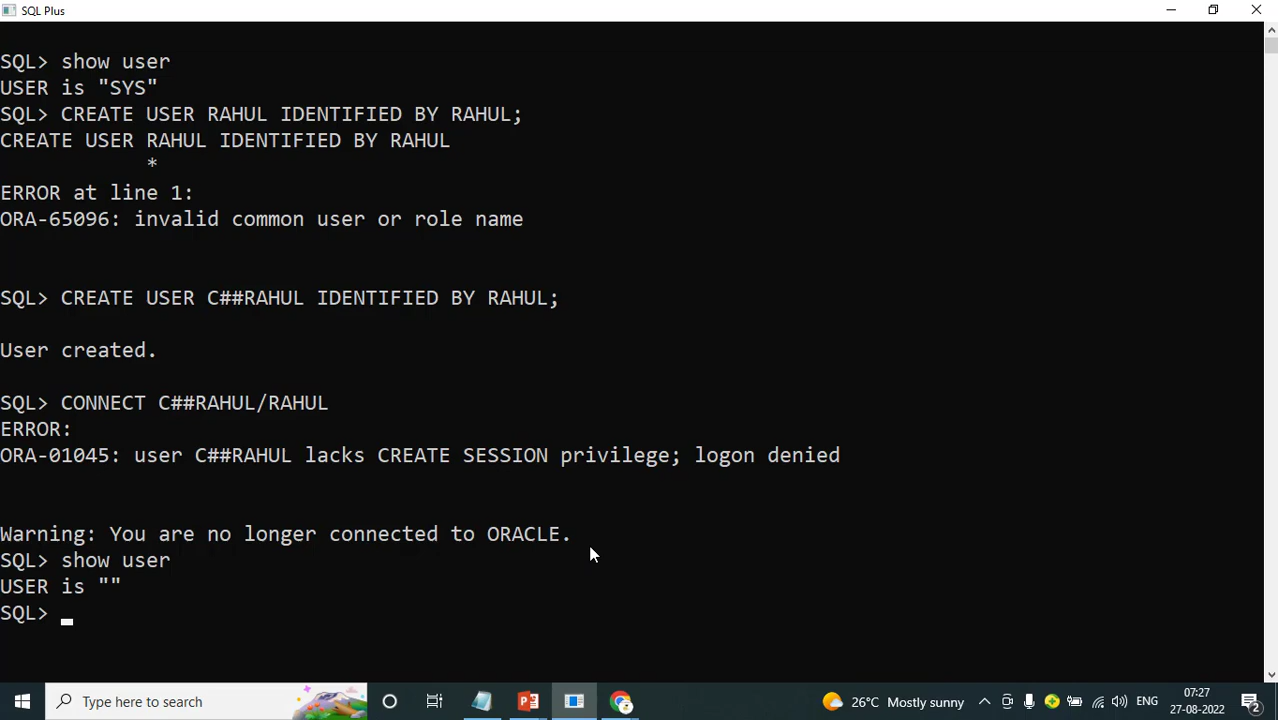 SQL Plus
SQL> show user
USER is "SYS"
SQL> CREATE USER RAHUL IDENTIFIED BY RAHUL;
CREATE USER RAHUL IDENTIFIED BY RAHUL
*
ERROR at line 1:
ORA-65096: invalid common user or role name
SQL> CREATE USER C##RAHUL IDENTIFIED BY RAHUL;
User created.
SQL> CONNECT C##RAHUL/RAHUL
ERROR:
ORA-01045: user C##RAHUL lacks CREATE SESSION privilege; logon denied
Warning: You are no longer connected to ORACLE.
SQL> show user
USER is ""
SQL>
Type here to search
26°C Mostly sunny
ENG
07:27
27-08-2022
2